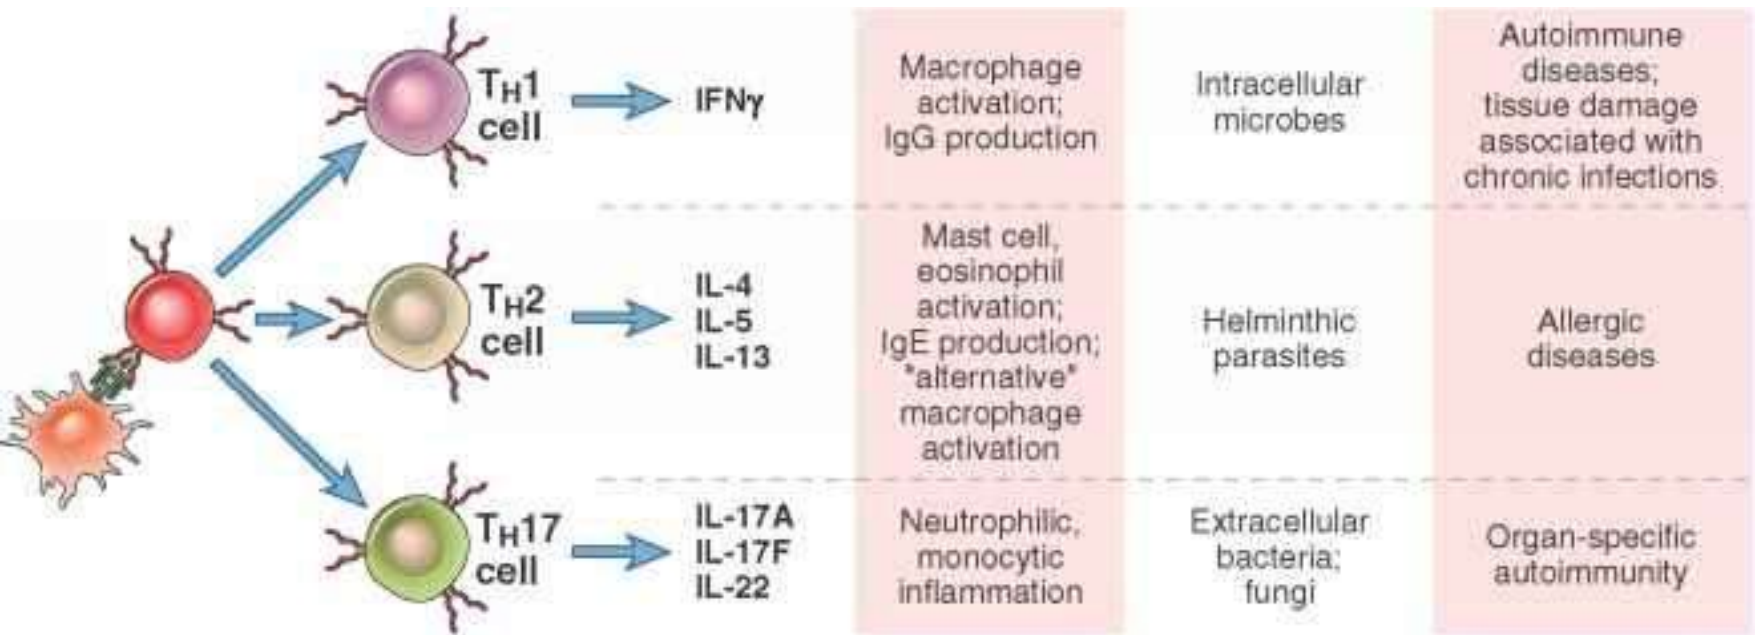 TH1
cell
IFNγ
Macrophage
activation;
IgG production
Intracellular
microbes
Autoimmune
diseases;
tissue damage
associated with
chronic infections
TH2
cell
IL-4
IL-5
IL-13
Mast cell,
eosinophil
activation;
IgE production;
"alternative"
macrophage
activation
Helminthic
parasites
Allergic
diseases
TH17
cell
IL-17A
IL-17F
IL-22
Neutrophilic,
monocytic
inflammation
Extracellular
bacteria;
fungi
Organ-specific
autoimmunity